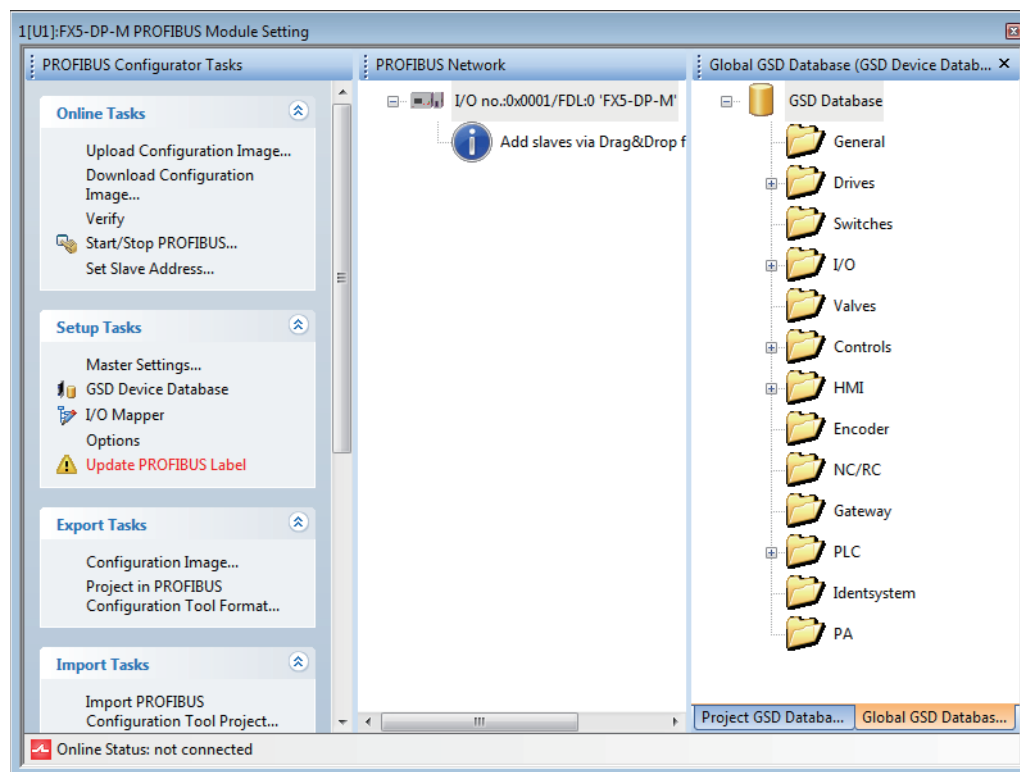 1[U1]:FX5-DP-M PROFIBUS Module Setting
PROFIBUS Configurator Tasks
Online Tasks
Upload Configuration Image...
Download Configuration
Image...
Verify
Start/Stop PROFIBUS...
Set Slave Address...
Setup Tasks
Master Settings...
GSD Device Database
I/O Mapper
Options
Update PROFIBUS Label
Export Tasks
Configuration Image...
Project in PROFIBUS
Configuration Tool Format...
Import Tasks
Import PROFIBUS
Configuration Tool Project...
PROFIBUS Network
I/O no.:0x0001/FDL:0 'FX5-DP-M'
Add slaves via Drag&Drop f
Global GSD Database (GSD Device Datab...
GSD Database
General
Drives
Switches
I/O
Valves
Controls
HMI
Encoder
NC/RC
Gateway
PLC
Identsystem
PA
Project GSD Databa...
Global GSD Databas...
Online Status: not connected